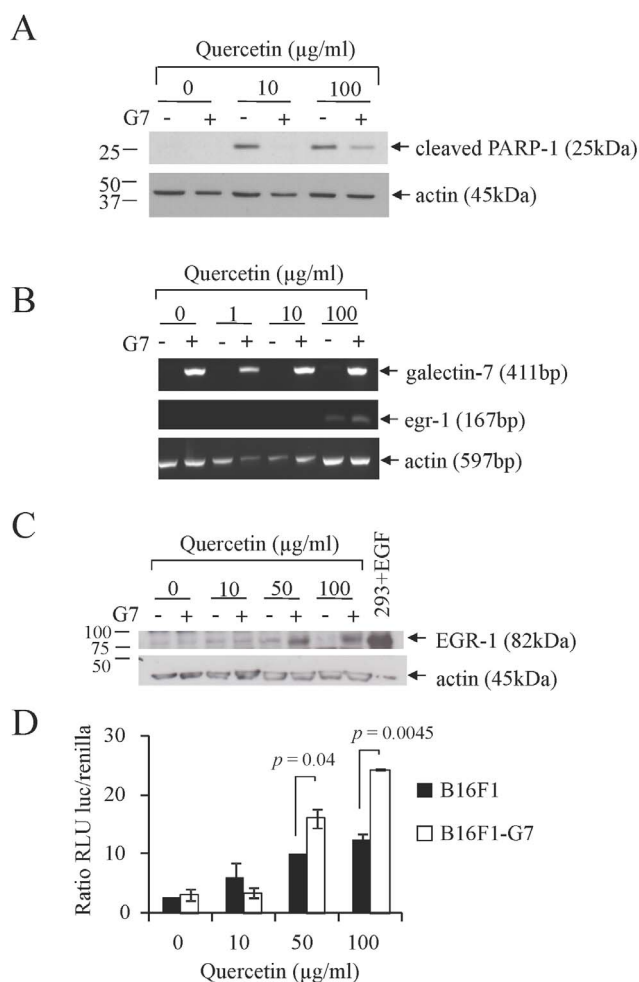 A
Quercetin (µg/ml)
0 10 100
G7 - + - + - +
25 cleaved PARP-1 (25kDa)
50
37 actin (45kDa)
B
Quercetin (µg/ml)
0 1 10 100
G7 - + - + - + - +
galectin-7 (411bp)
egr-1 (167bp)
actin (597bp)
C
Quercetin (µg/ml)
293+EGF
0 10 50 100
G7 - + - + - + - +
100
75 EGR-1 (82kDa)
50
actin (45kDa)
D
Ratio RLU luc/renilla
30
20
10
0
p = 0.04
p = 0.0045
B16F1
B16F1-G7
0 10 50 100
Quercetin (µg/ml)